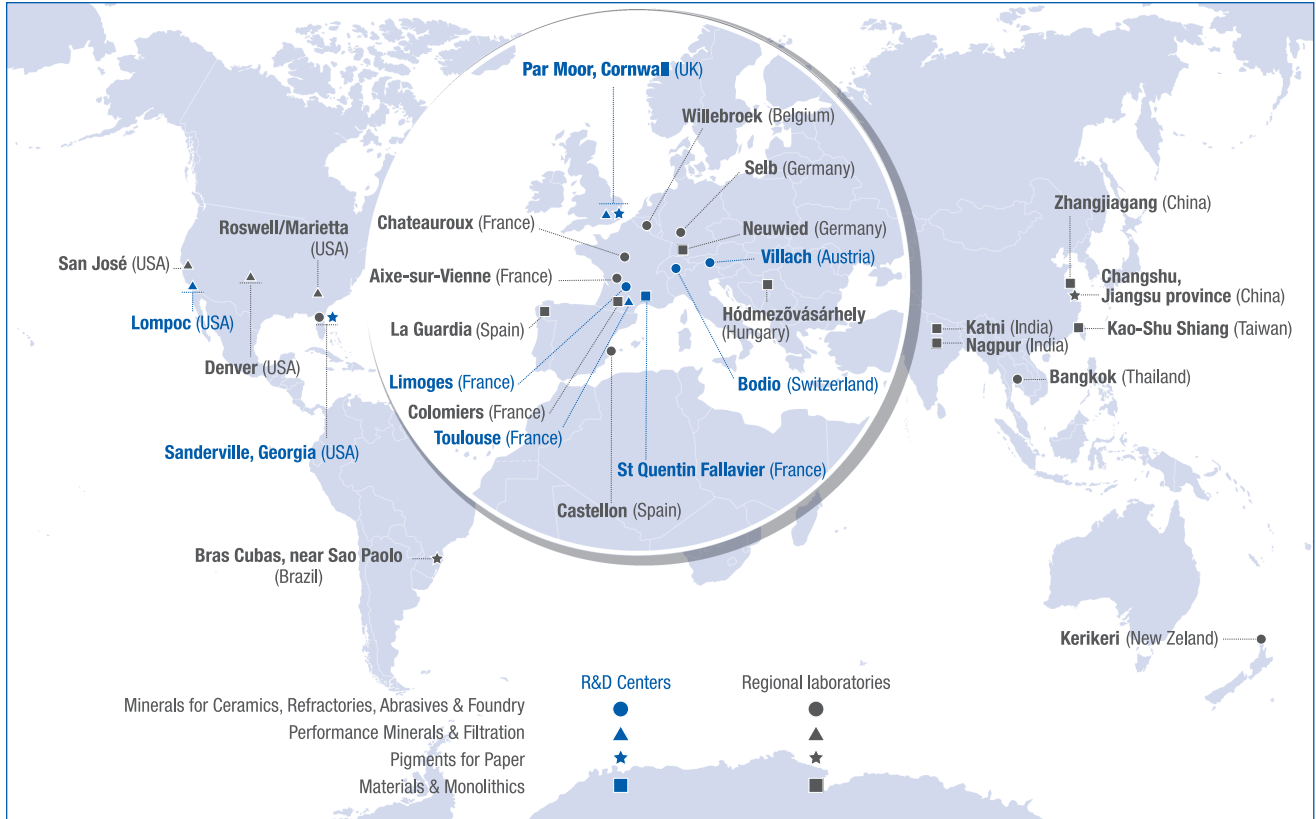 Par Moor, Cornwall (UK)
Willebroek (Belgium)
Selb (Germany)
Zhangjiagang (China)
Chateauroux (France)
Roswell/Marietta
(USA)
Neuwied (Germany)
Villach (Austria)
San José (USA)
Aixe-sur-Vienne (France)
Changshu,
Jiangsu province (China)
Lompoc (USA)
La Guardia (Spain)
Hódmezővásárhely
(Hungary)
Katni (India)
Nagpur (India)
Kao-Shu Shiang (Taiwan)
Denver (USA)
Limoges (France)
Bodio (Switzerland)
Bangkok (Thailand)
Colomiers (France)
Toulouse (France)
Sanderville, Georgia (USA)
St Quentin Fallavier (France)
Castellon (Spain)
Bras Cubas, near Sao Paolo
(Brazil)
Kerikeri (New Zeland)
R&D Centers
Regional laboratories
Minerals for Ceramics, Refractories, Abrasives & Foundry
Performance Minerals & Filtration
Pigments for Paper
Materials & Monolithics